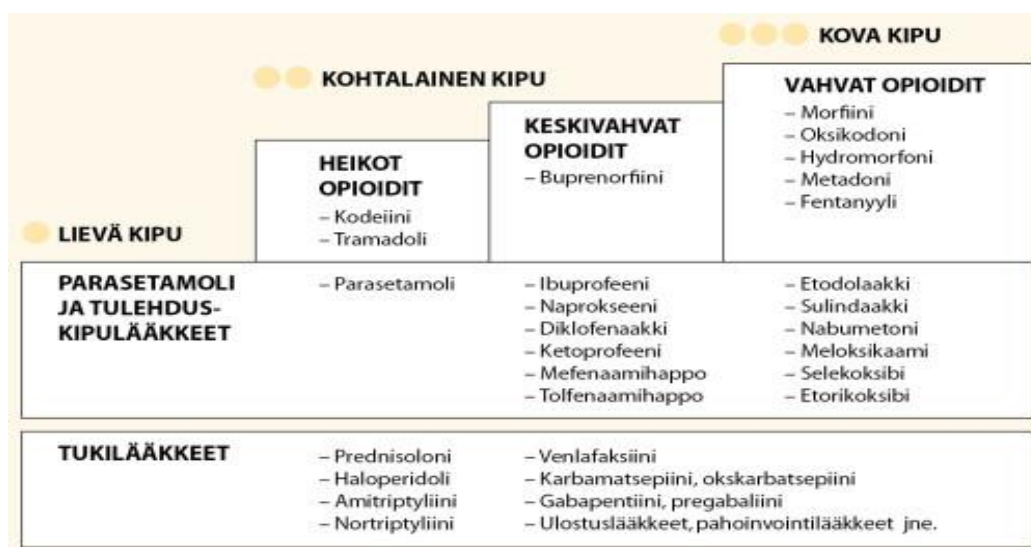 KOVA KIPU
KOHTALAINEN KIPU
VAHVAT OPIOIDIT
– Morfiini
– Oksikodoni
– Hydromorfoni
– Metadoni
– Fentanyyli
KESKIVAHVAT
OPIOIDIT
– Buprenorfiini
HEIKOT
OPIOIDIT
– Kodeiini
– Tramadoli
LIEVÄ KIPU
PARASETAMOLI
JA TULEHDUS-
KIPULÄÄKKEET
– Parasetamoli
– Ibuprofeeni
– Naprokseeni
– Diklofenaakki
– Ketoprofeeni
– Mefenaamihappo
– Tolfenaamihappo
– Etodolaakki
– Sulindaakki
– Nabumetoni
– Meloksikaami
– Selekoksibi
– Etorikoksibi
TUKILÄÄKKEET
– Prednisoloni
– Haloperidoli
– Amitriptyliini
– Nortriptyliini
– Venlafaksiini
– Karbamatsepiini, okskarbatsepiini
– Gabapentiini, pregabaliini
– Ulostuslääkkeet, pahoinvointilääkkeet jne.